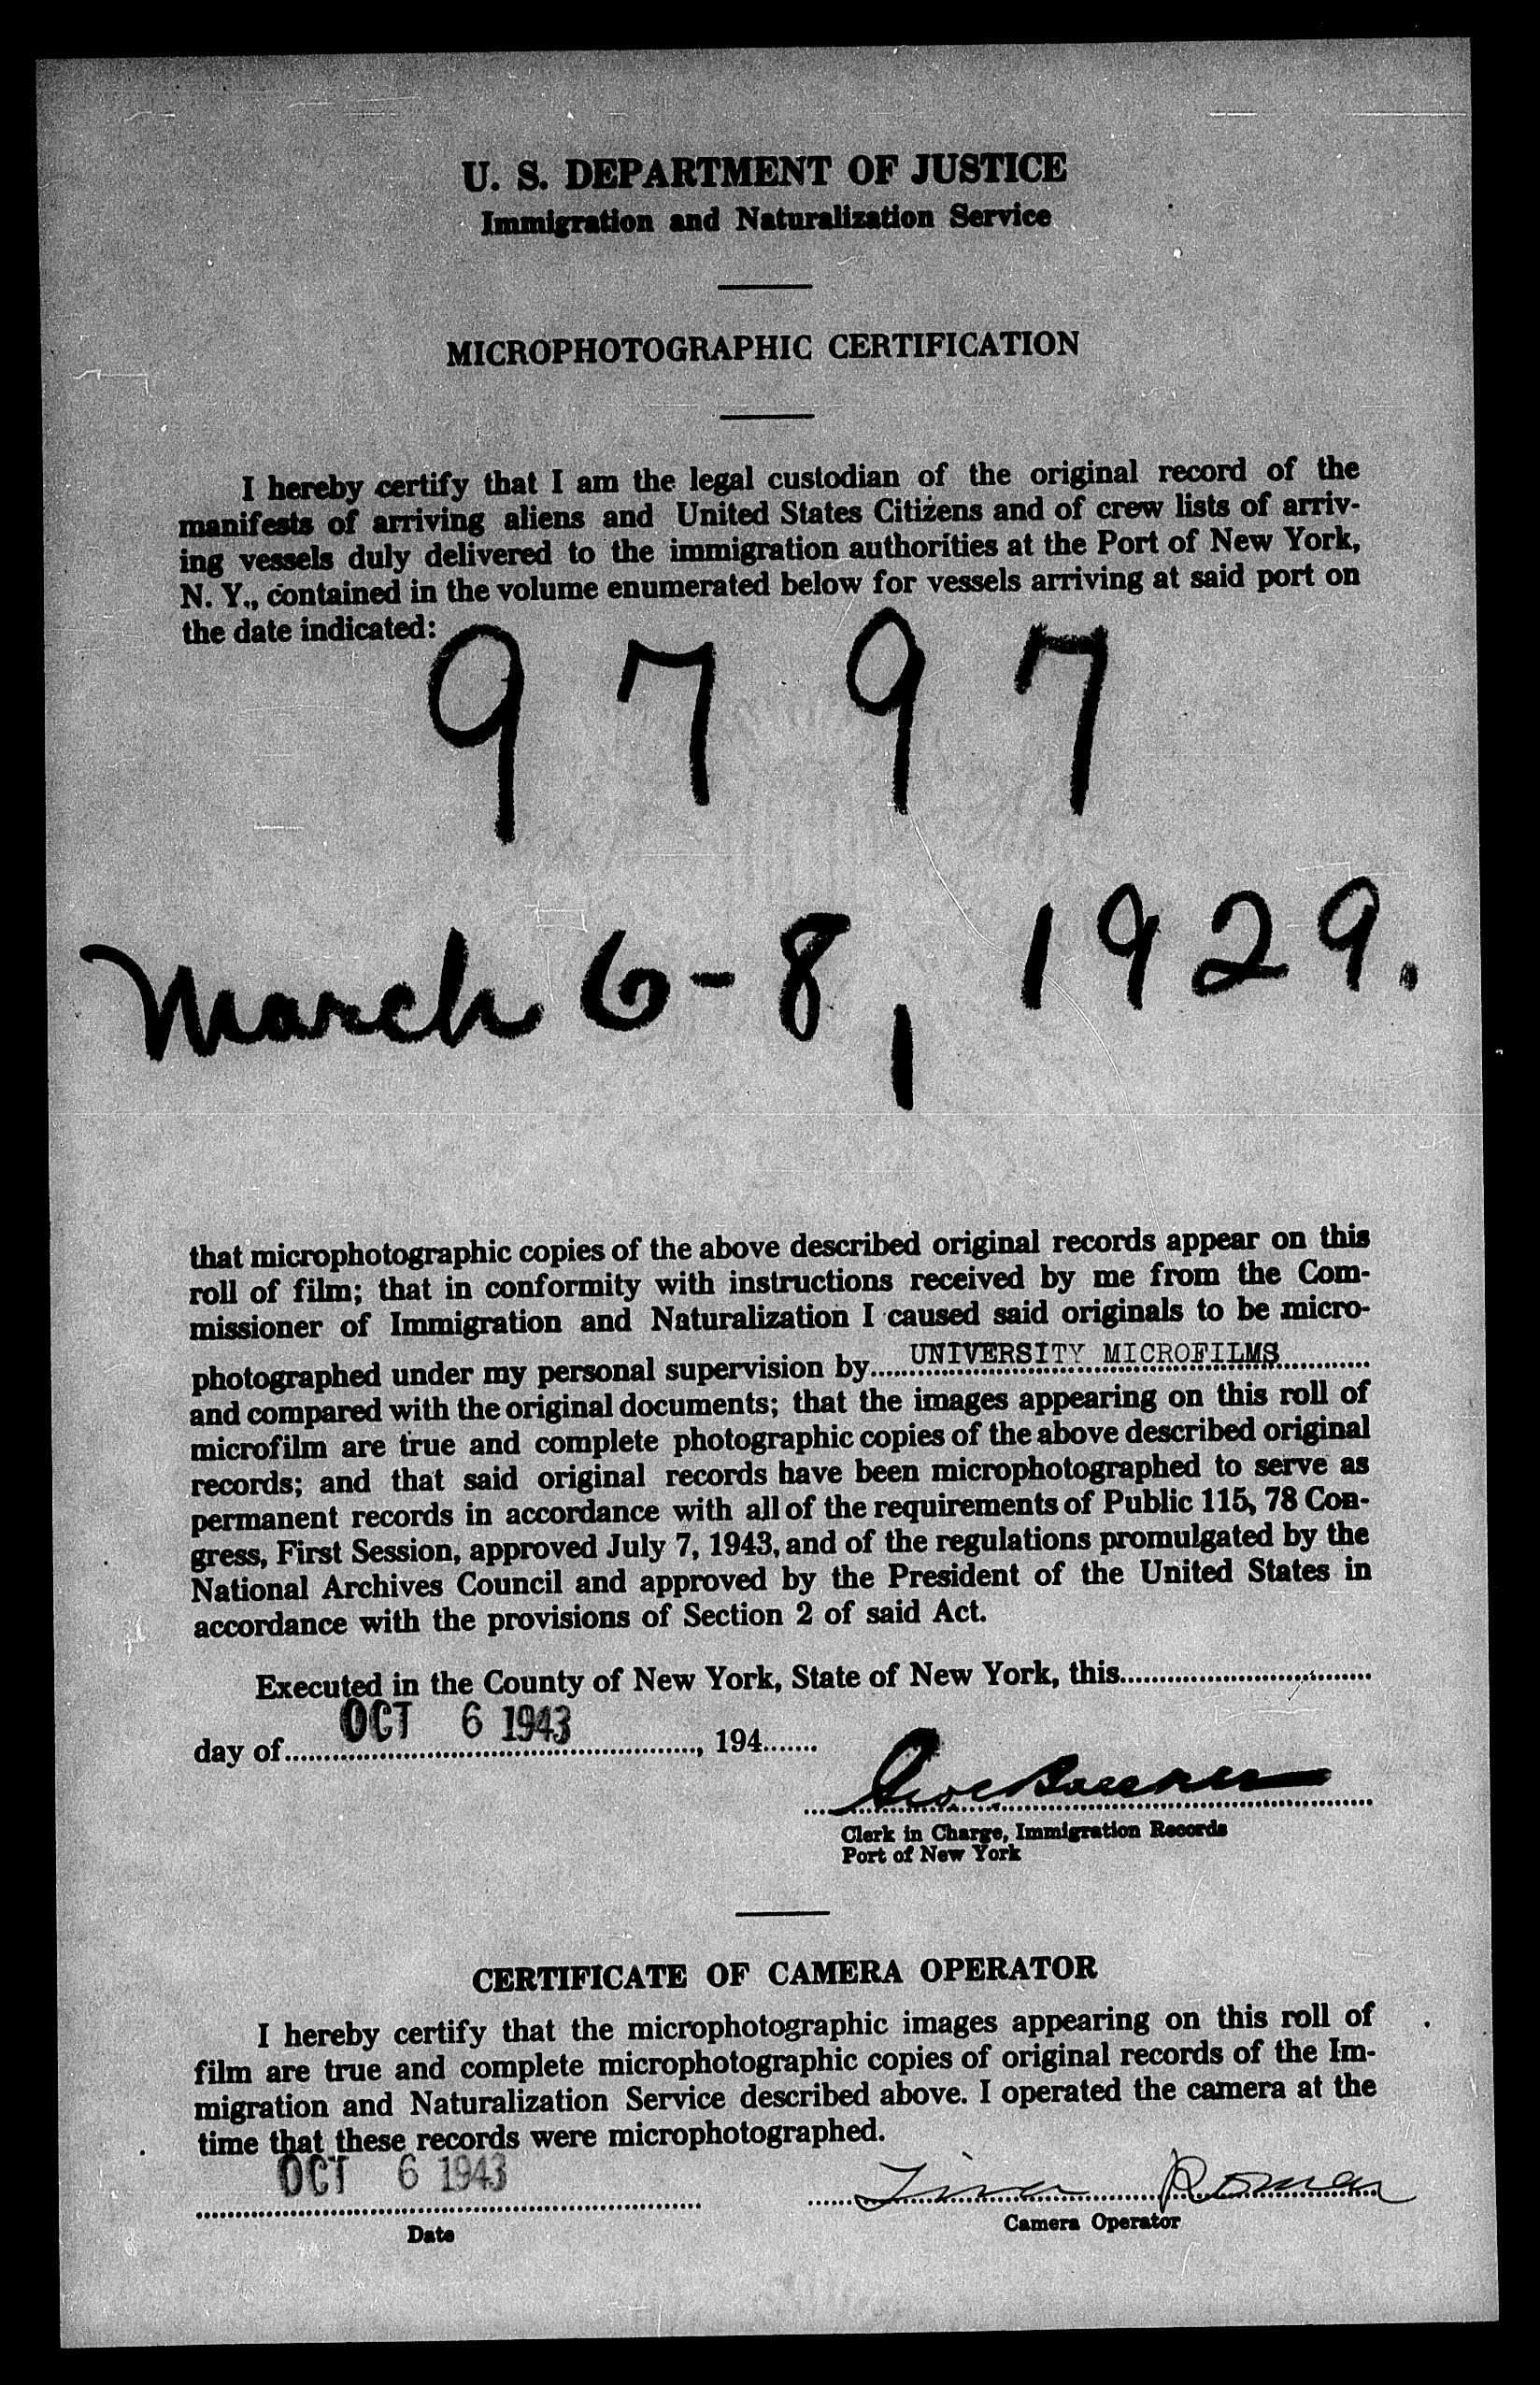 U. S. DEPARTMENT OF JUSTICE
Immigration and Naturalization Service
MICROPHOTOGRAPHIC CERTIFICATION
I hereby certify that I am the legal custodian of the original record of the
manifests of arriving aliens and United States Citizens and of crew lists of arriv-
ing vessels duly delivered to the immigration authorities at the Port of New York,
N. Y., contained in the volume enumerated below for vessels arriving at said port on
the date indicated:
9797
March 6-8, 1929.
that microphotographic copies of the above described original records appear on this
roll of film; that in conformity with instructions received by me from the Com-
missioner of Immigration and Naturalization I caused said originals to be micro-
photographed under my personal supervision by UNIVERSITY MICROFILMS
and compared with the original documents; that the images appearing on this roll of
microfilm are true and complete photographic copies of the above described original
records; and that said original records have been microphotographed to serve as
permanent records in accordance with all of the requirements of Public 115, 78 Con-
gress, First Session, approved July 7, 1943, and of the regulations promulgated by the
National Archives Council and approved by the President of the United States in
accordance with the provisions of Section 2 of said Act.
Executed in the County of New York, State of New York, this
day of OCT 6 1943, 194
Clerk in Charge, Immigration Records
Port of New York
CERTIFICATE OF CAMERA OPERATOR
I hereby certify that the microphotographic images appearing on this roll of
film are true and complete microphotographic copies of original records of the Im-
migration and Naturalization Service described above. I operated the camera at the
time that these records were microphotographed.
OCT 6 1943 Roman
Date Camera Operator